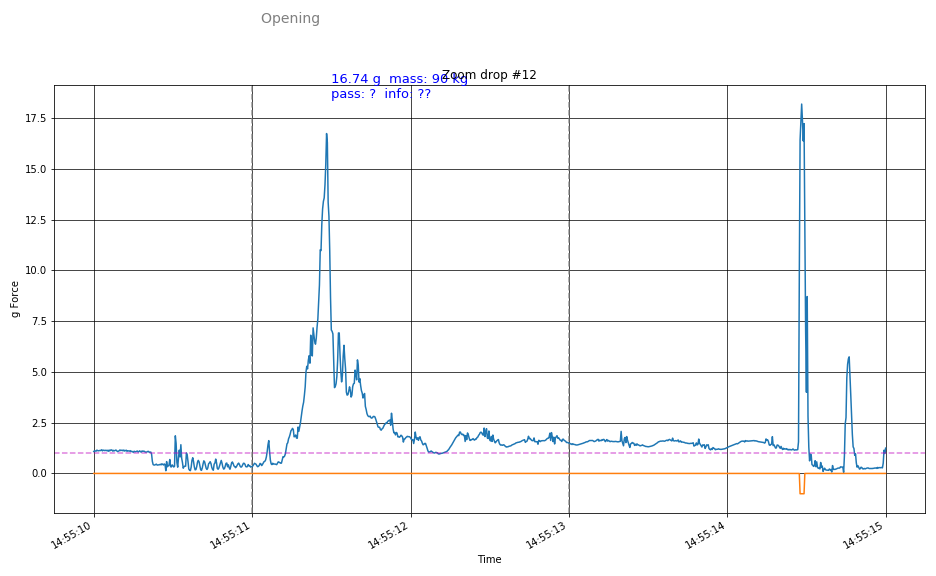 Opening
Zoom drop #12
16.74 g  mass: 90 kg
pass: ?  info: ??
g Force
17.5
15.0
12.5
10.0
7.5
5.0
2.5
0.0
14:55:10
14:55:11
14:55:12
14:55:13
14:55:14
14:55:15
Time